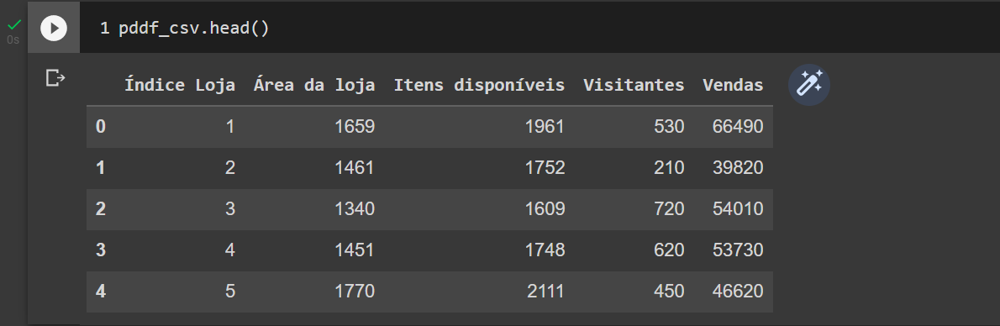 1 pddf_csv.head()
0s
Índice Loja Área da loja Itens disponíveis Visitantes Vendas
0 1 1659 1961 530 66490
1 2 1461 1752 210 39820
2 3 1340 1609 720 54010
3 4 1451 1748 620 53730
4 5 1770 2111 450 46620